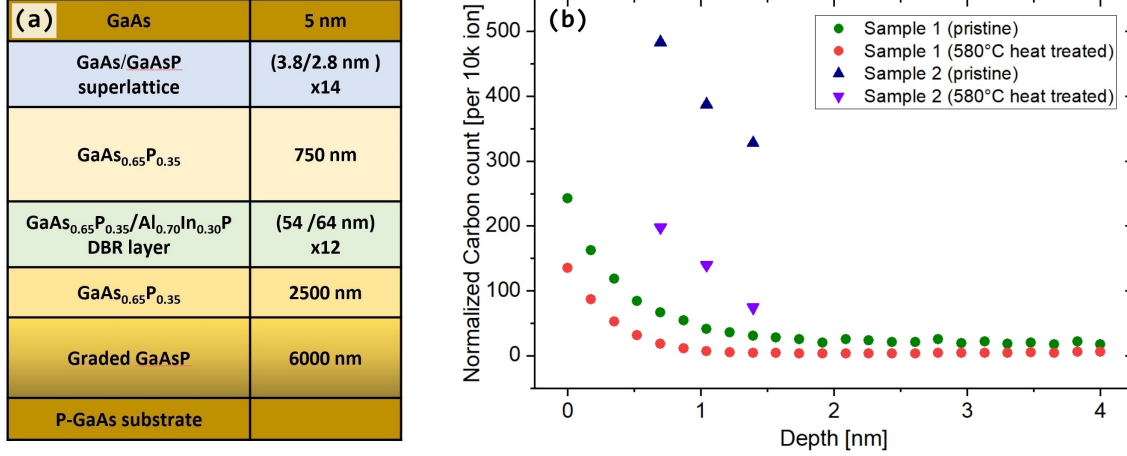 (a)
GaAs 5 nm
GaAs/GaAsP (3.8/2.8 nm )
superlattice x14
GaAs0.65P0.35 750 nm
GaAs0.65P0.35/Al0.70In0.30P (54 /64 nm)
DBR layer x12
GaAs0.65P0.35 2500 nm
Graded GaAsP 6000 nm
P-GaAs substrate
(b)
Normalized Carbon count [per 10k ion]
500
400
300
200
100
0
Sample 1 (pristine)
Sample 1 (580°C heat treated)
Sample 2 (pristine)
Sample 2 (580°C heat treated)
0 1 2 3 4
Depth [nm]